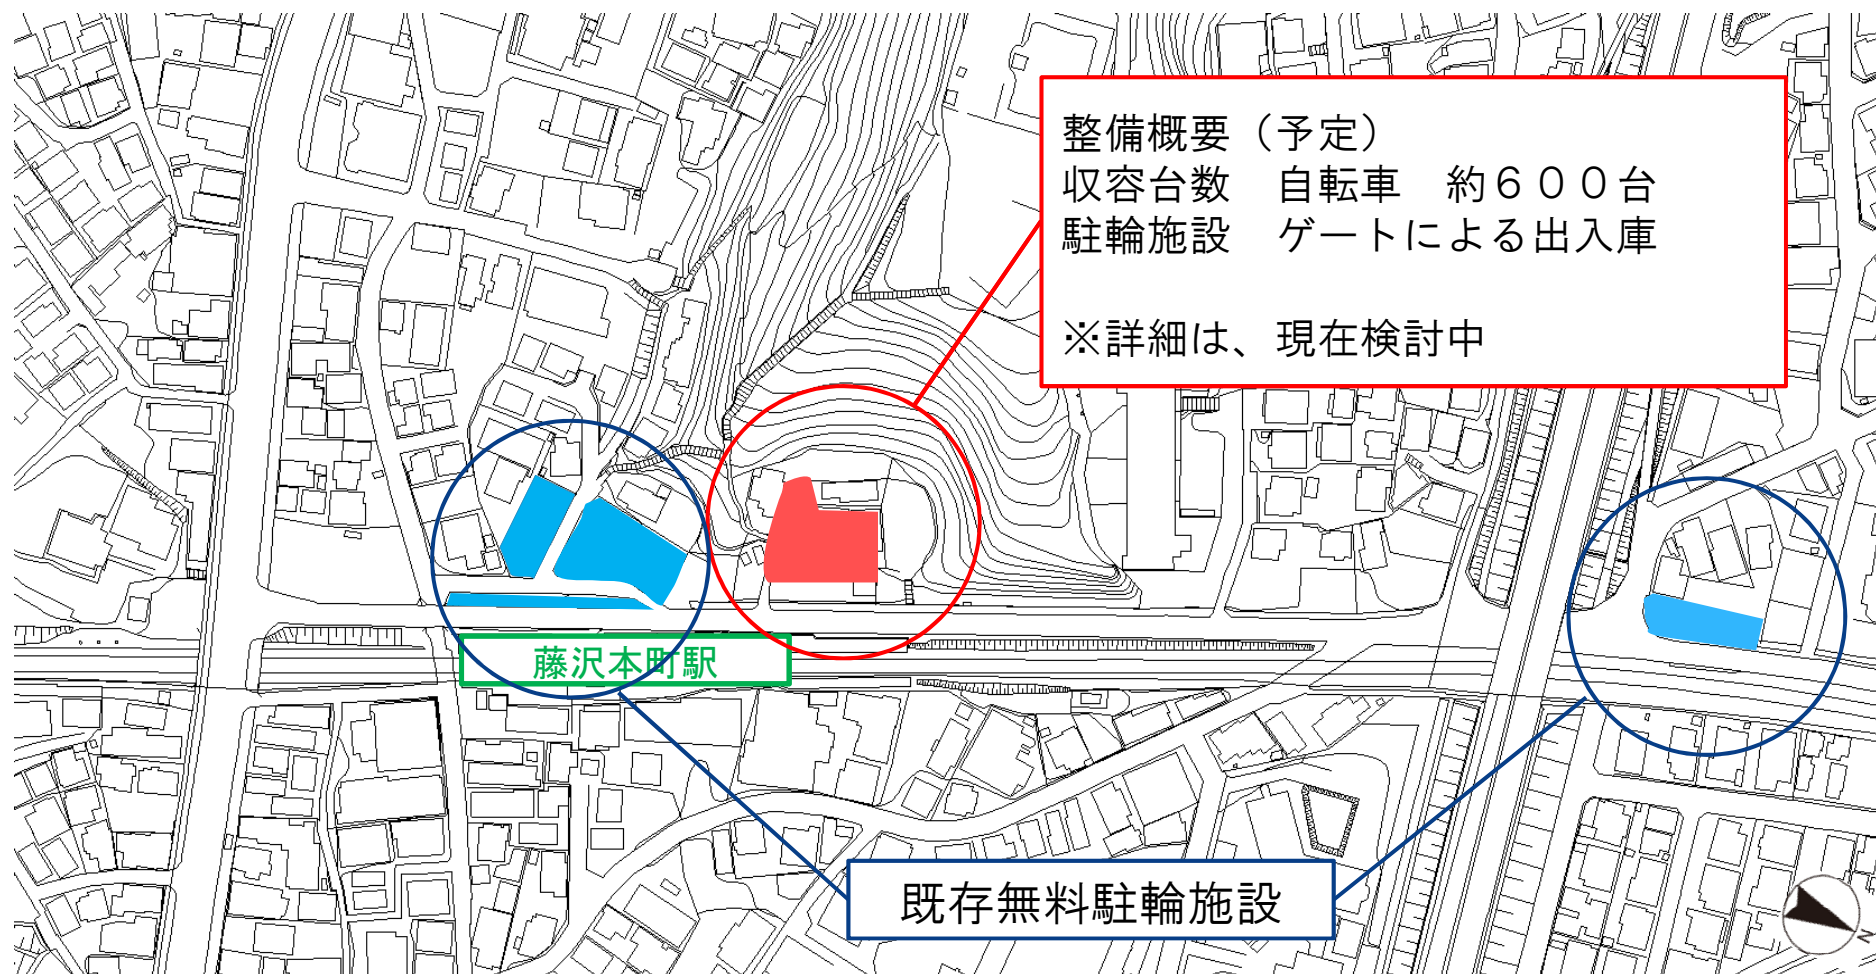 整備概要（予定）
収容台数　自転車　約６００台
駐輪施設　ゲートによる出入庫
※詳細は、現在検討中
藤沢本町駅
既存無料駐輪施設
N